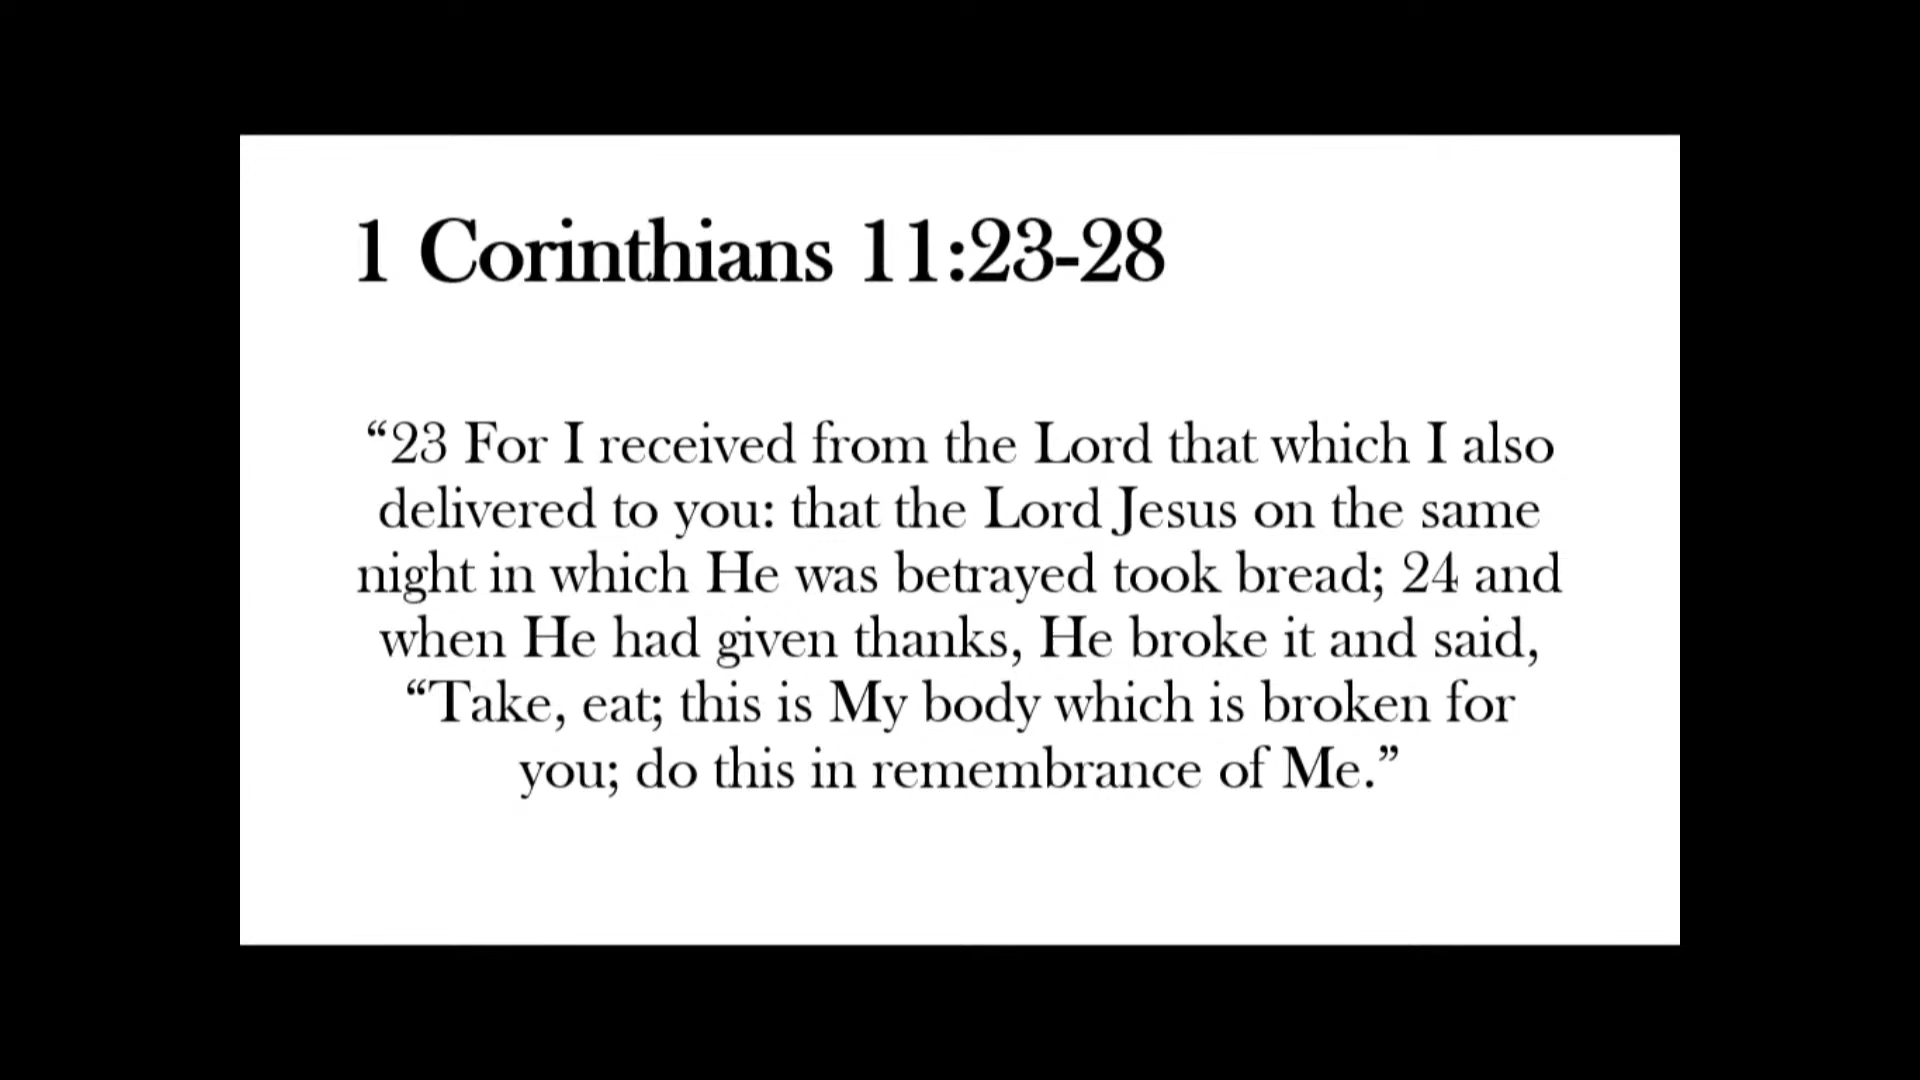 1 Corinthians 11:23-28
“23 For I received from the Lord that which I also
delivered to you: that the Lord Jesus on the same
night in which He was betrayed took bread; 24 and
when He had given thanks, He broke it and said,
“Take, eat; this is My body which is broken for
you; do this in remembrance of Me.”